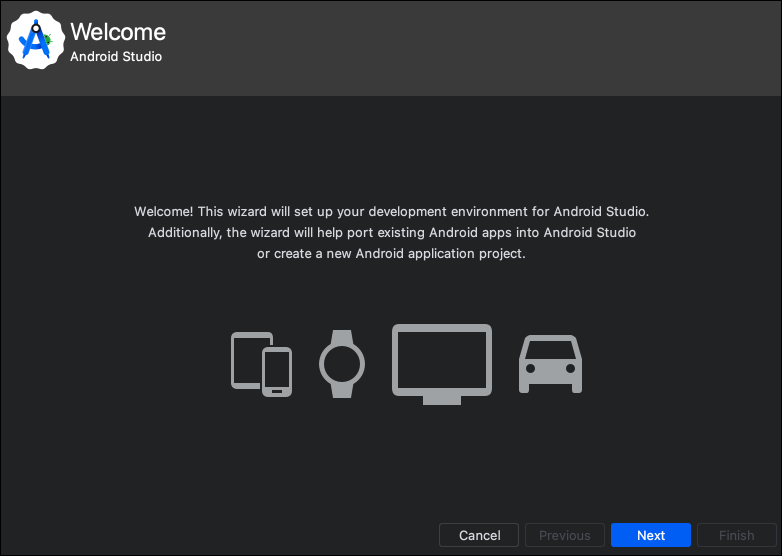 Welcome
Android Studio
Welcome! This wizard will set up your development environment for Android Studio.
Additionally, the wizard will help port existing Android apps into Android Studio
or create a new Android application project.
Cancel
Previous
Next
Finish